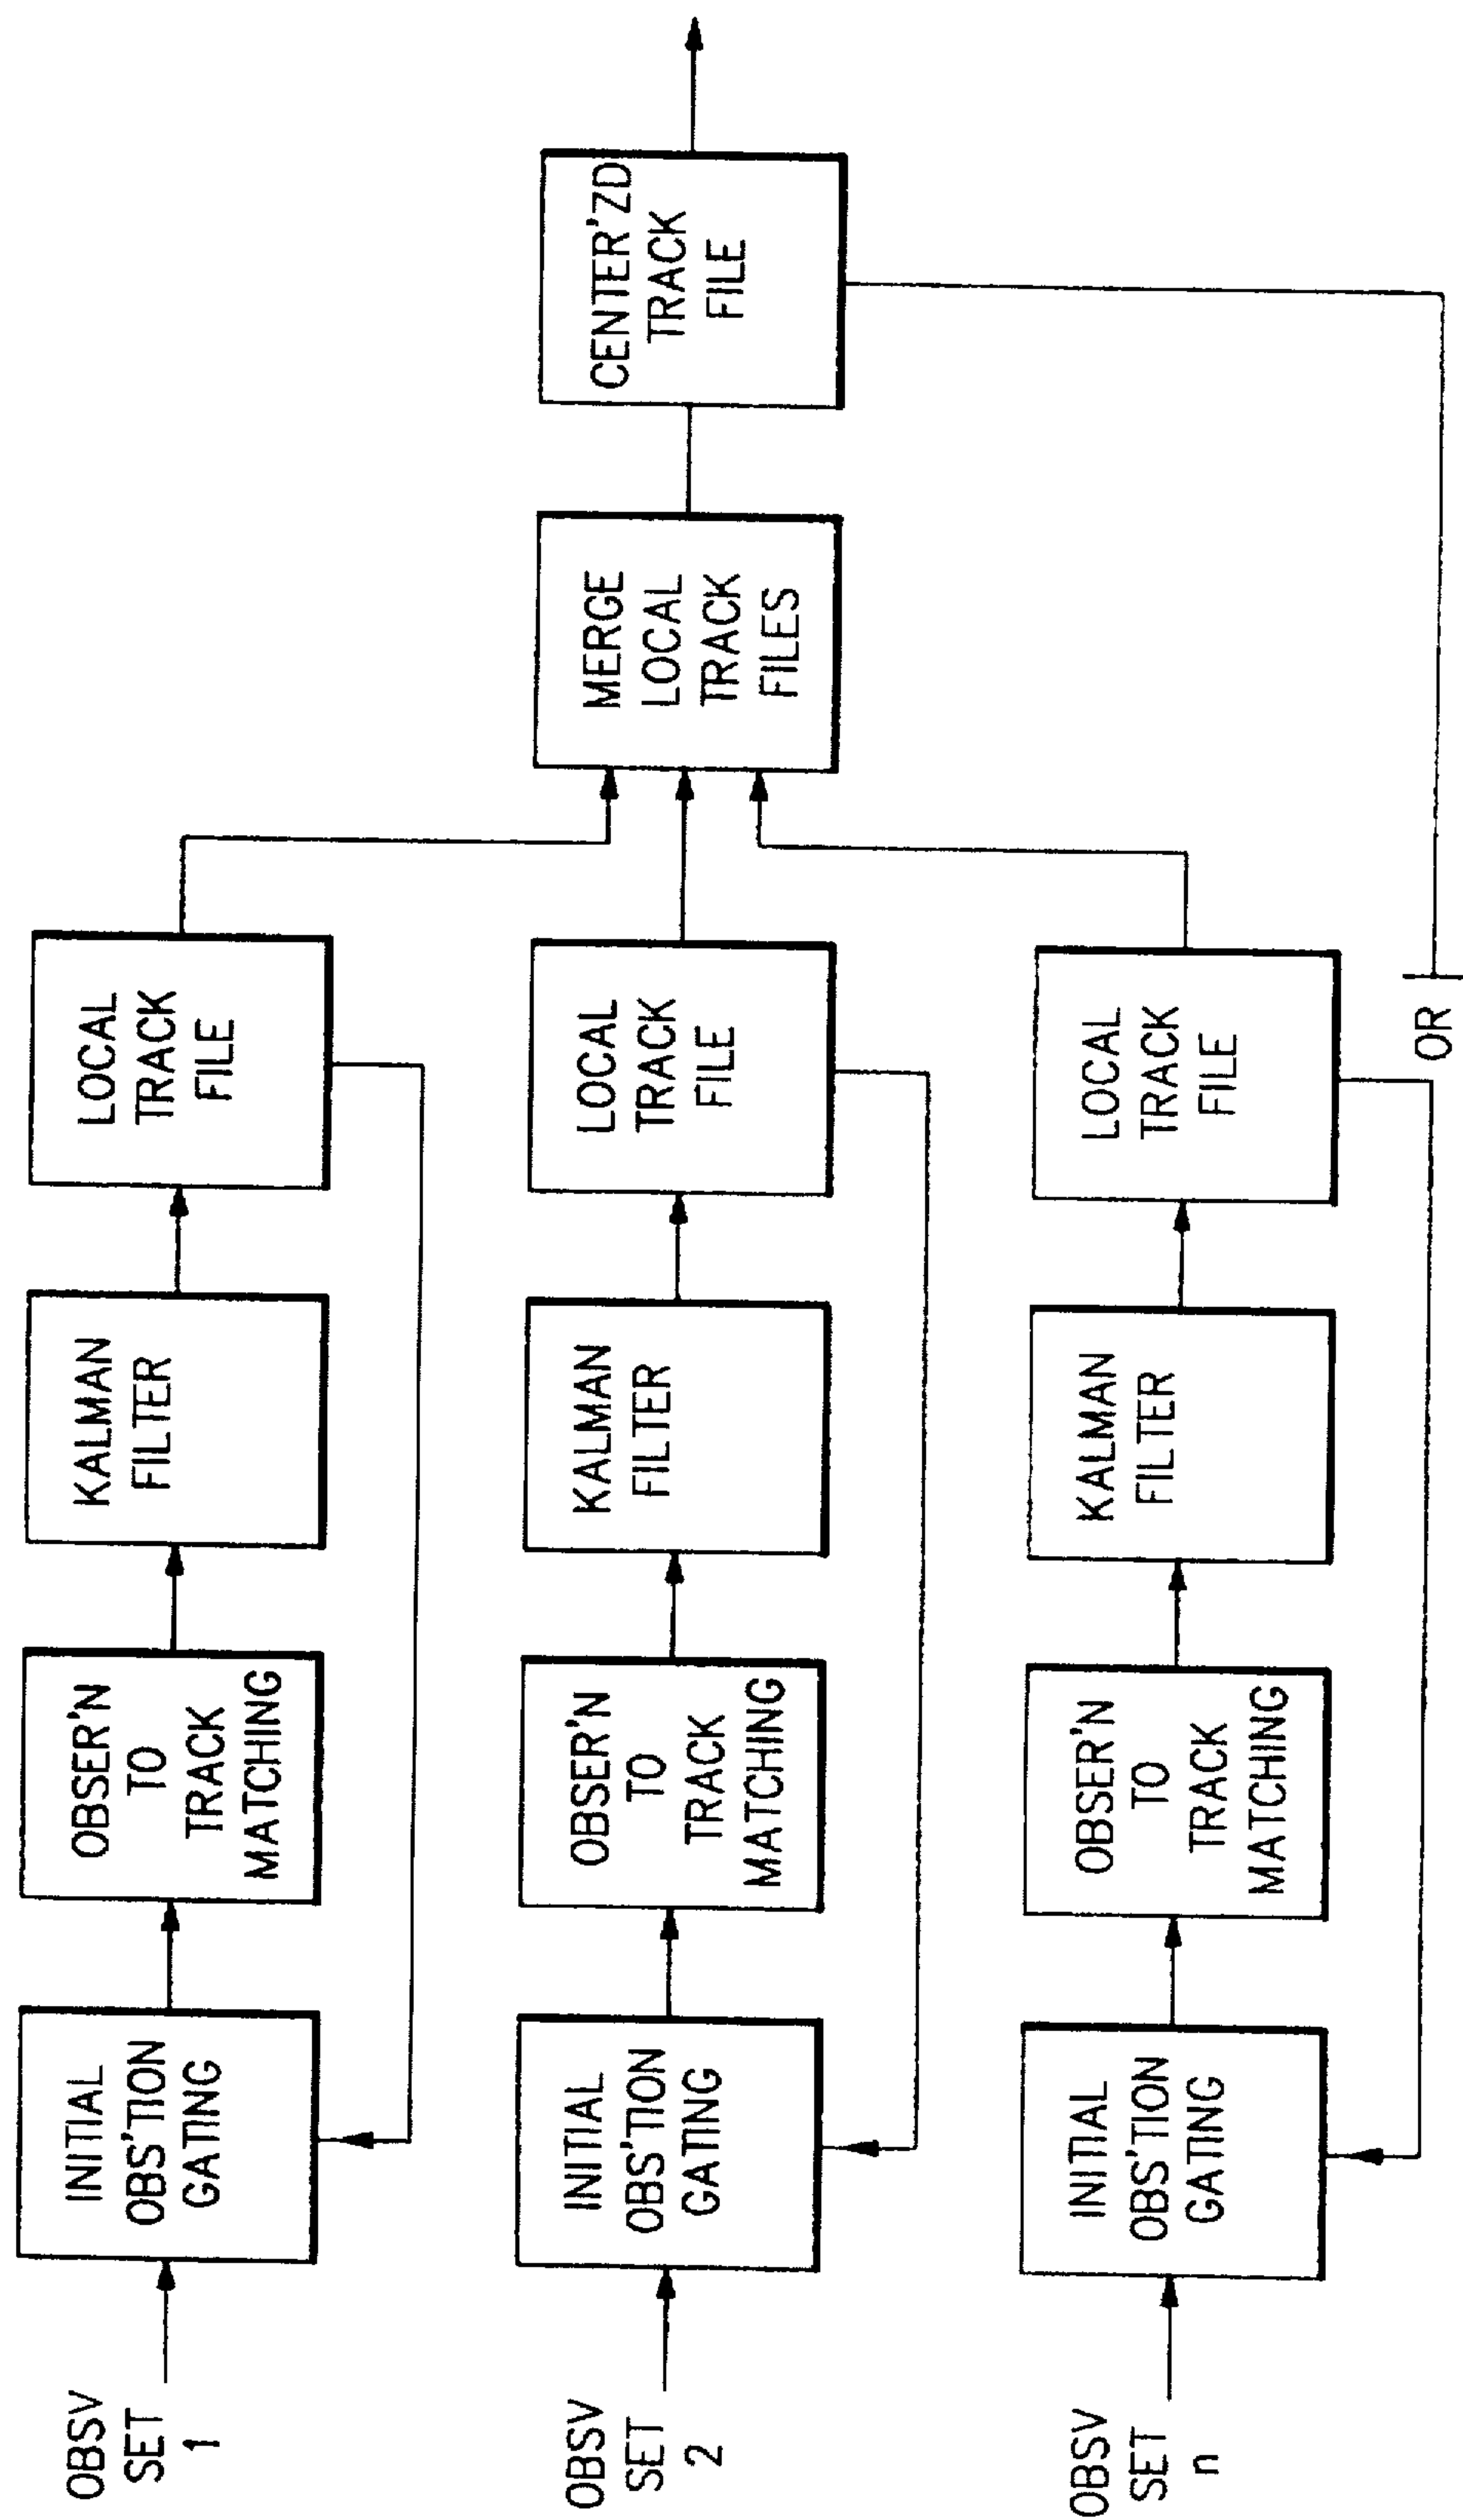 OBSV
SET
1
INITIAL
OBS'TION
GATING
OBSER'N
TO
TRACK
MATCHING
KALMAN
FILTER
LOCAL
TRACK
FILE
OBSV
SET
2
INITIAL
OBS'TION
GATING
OBSER'N
TO
TRACK
MATCHING
KALMAN
FILTER
LOCAL
TRACK
FILE
MERGE
LOCAL
TRACK
FILES
CENTER'ZD
TRACK
FILE
OBSV
SET
n
INITIAL
OBS'TION
GATING
OBSER'N
TO
TRACK
MATCHING
KALMAN
FILTER
LOCAL
TRACK
FILE
OR